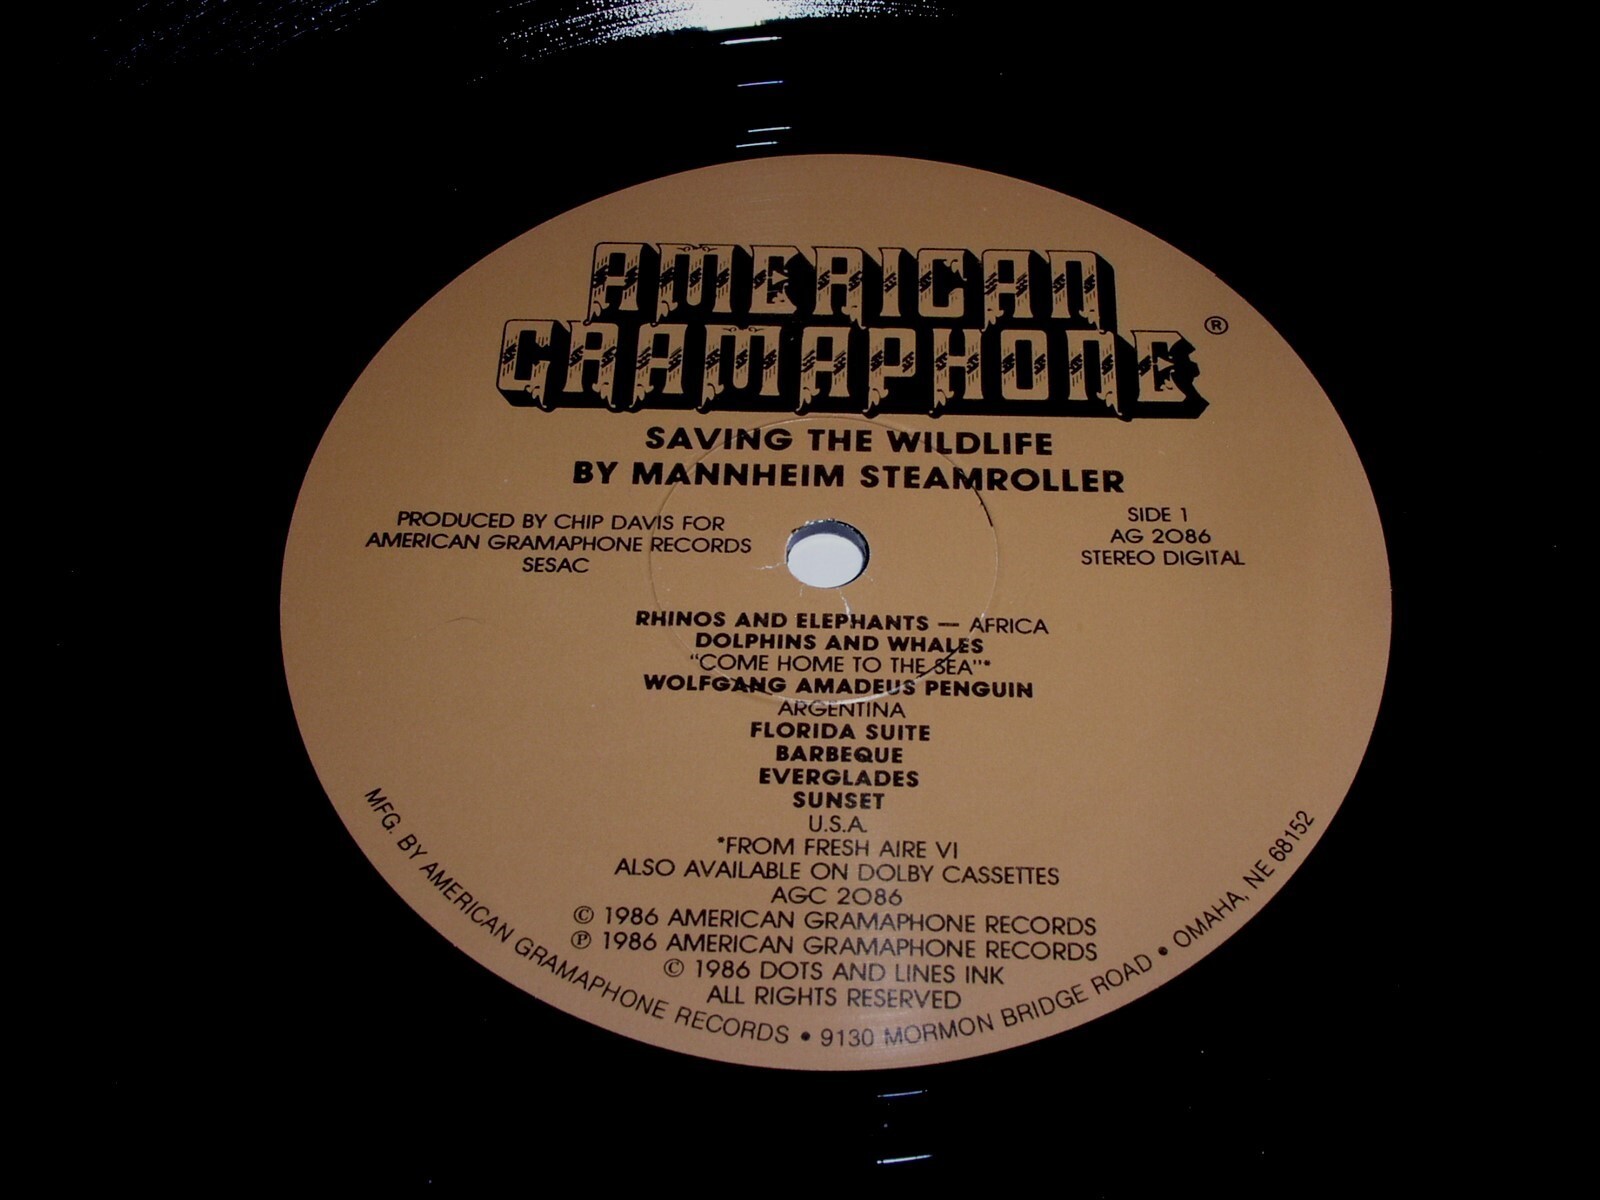 AMERICAN
GRAMAPHONE ®
SAVING THE WILDLIFE
BY MANNHEIM STEAMROLLER
PRODUCED BY CHIP DAVIS FOR
AMERICAN GRAMAPHONE RECORDS
SESAC
SIDE 1
AG 2086
STEREO DIGITAL
RHINOS AND ELEPHANTS — AFRICA
DOLPHINS AND WHALES
"COME HOME TO THE SEA"*
WOLFGANG AMADEUS PENGUIN
ARGENTINA
FLORIDA SUITE
BARBEQUE
EVERGLADES
SUNSET
U.S.A.
*FROM FRESH AIRE VI
ALSO AVAILABLE ON DOLBY CASSETTES
AGC 2086
© 1986 AMERICAN GRAMAPHONE RECORDS
℗ 1986 AMERICAN GRAMAPHONE RECORDS
© 1986 DOTS AND LINES INK
ALL RIGHTS RESERVED
MFG. BY AMERICAN GRAMAPHONE RECORDS • 9130 MORMON BRIDGE ROAD • OMAHA, NE 68152